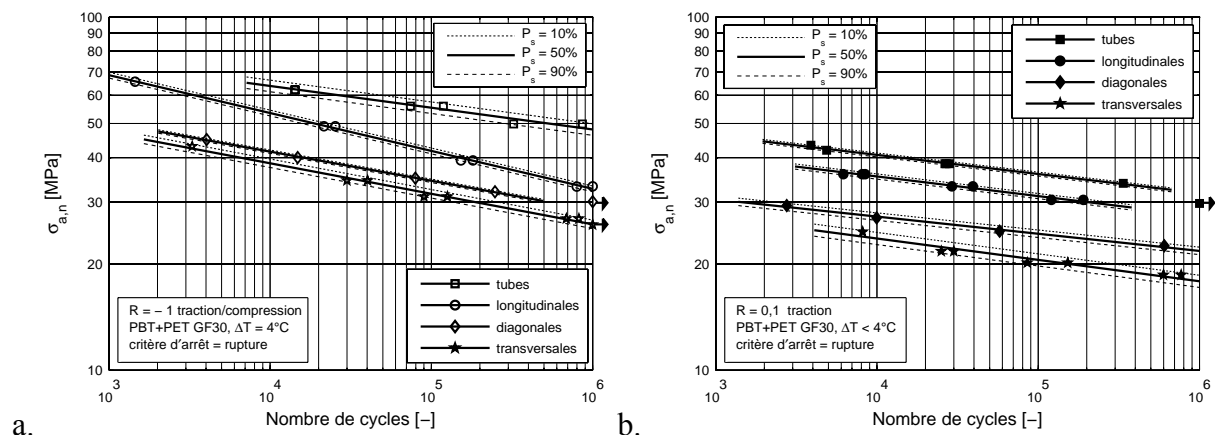 100
90
80
70
60
50
40
30
20
10
σa,n [MPa]
10^3
10^4
10^5
10^6
Nombre de cycles [−]
Ps = 10%
Ps = 50%
Ps = 90%
R = − 1 traction/compression
PBT+PET GF30, ΔT = 4°C
critère d'arrêt = rupture
tubes
longitudinales
diagonales
transversales
a.
100
90
80
70
60
50
40
30
20
10
σa,n [MPa]
10^3
10^4
10^5
10^6
Nombre de cycles [−]
Ps = 10%
Ps = 50%
Ps = 90%
tubes
longitudinales
diagonales
transversales
R = 0,1 traction
PBT+PET GF30, ΔT < 4°C
critère d'arrêt = rupture
b.